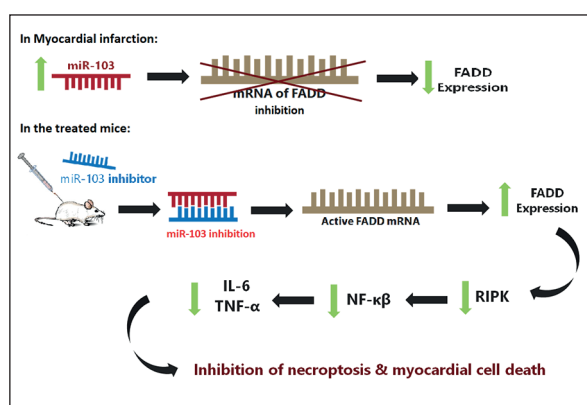 In Myocardial infarction:
miR-103
mRNA of FADD
inhibition
FADD
Expression
In the treated mice:
miR-103 inhibitor
miR-103 inhibition
Active FADD mRNA
FADD
Expression
IL-6
TNF-α
NF-κβ
RIPK
Inhibition of necroptosis & myocardial cell death